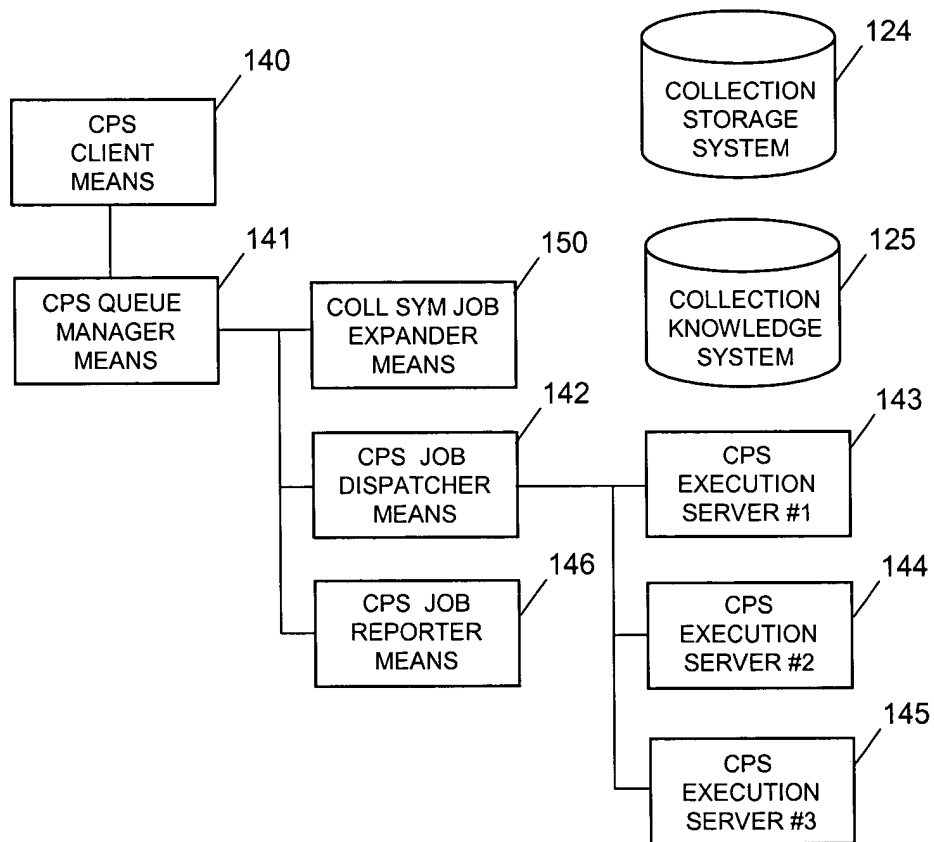 124
COLLECTION
STORAGE
SYSTEM
140
CPS
CLIENT
MEANS
141
CPS QUEUE
MANAGER
MEANS
150
COLL SYM JOB
EXPANDER
MEANS
125
COLLECTION
KNOWLEDGE
SYSTEM
142
CPS JOB
DISPATCHER
MEANS
143
CPS
EXECUTION
SERVER #1
146
CPS JOB
REPORTER
MEANS
144
CPS
EXECUTION
SERVER #2
145
CPS
EXECUTION
SERVER #3